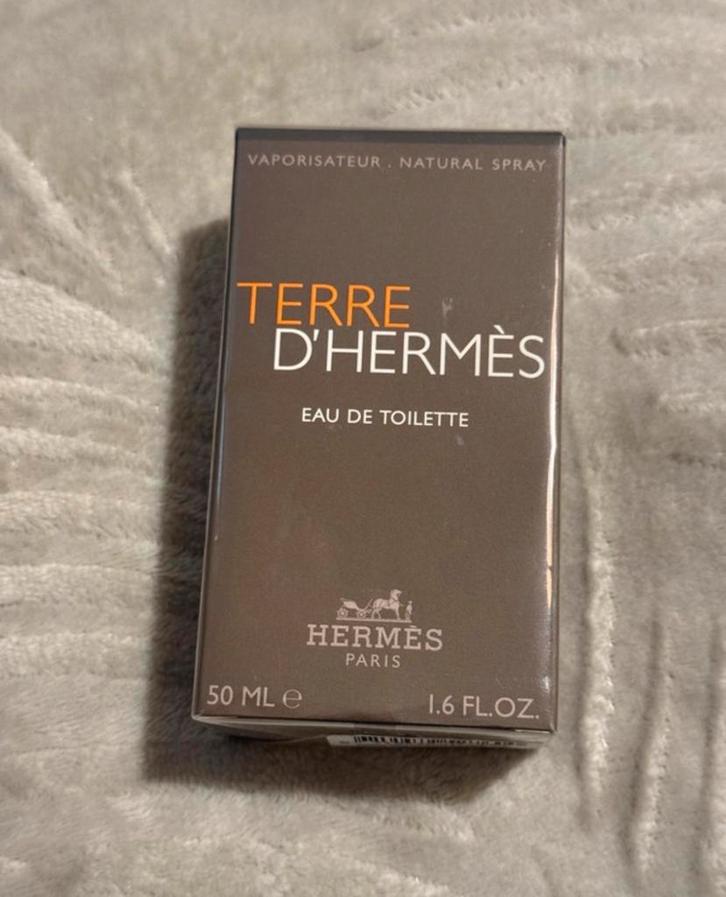 VAPORISATEUR . NATURAL SPRAY
TERRE
D'HERMÈS
EAU DE TOILETTE
HERMÈS
PARIS
50 ML ℮ 1.6 FL.OZ.